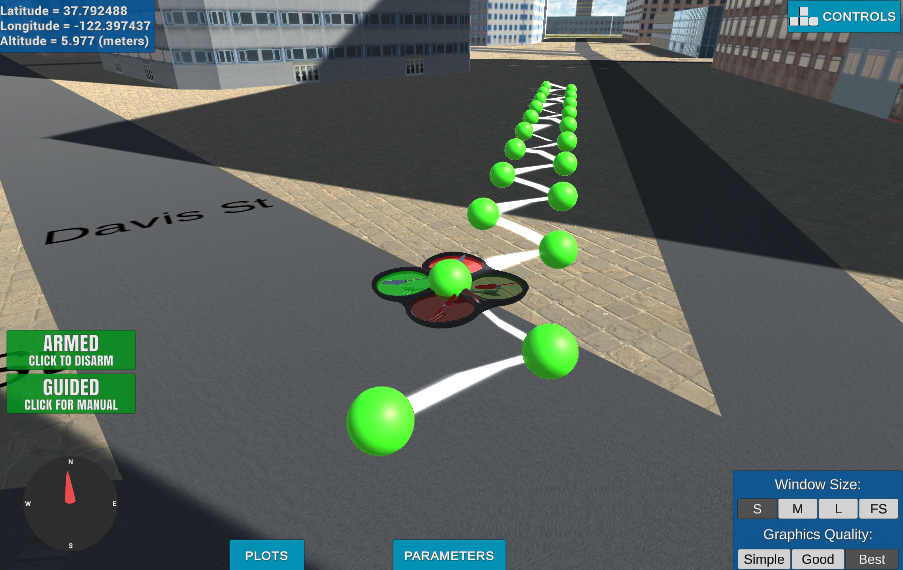 Latitude = 37.792488
Longitude = -122.397437
Altitude = 5.977 (meters)
CONTROLS
Davis St
ARMED
CLICK TO DISARM
GUIDED
CLICK FOR MANUAL
N
W E
S
PLOTS
PARAMETERS
Window Size:
S M L FS
Graphics Quality:
Simple Good Best